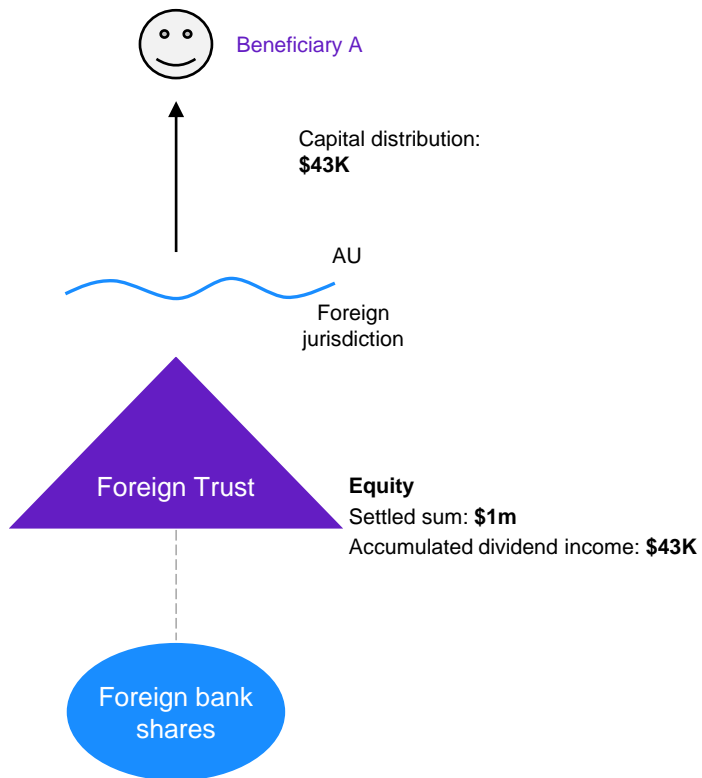 Beneficiary A
Capital distribution:
$43K
AU
Foreign
jurisdiction
Foreign Trust
Equity
Settled sum: $1m
Accumulated dividend income: $43K
Foreign bank
shares